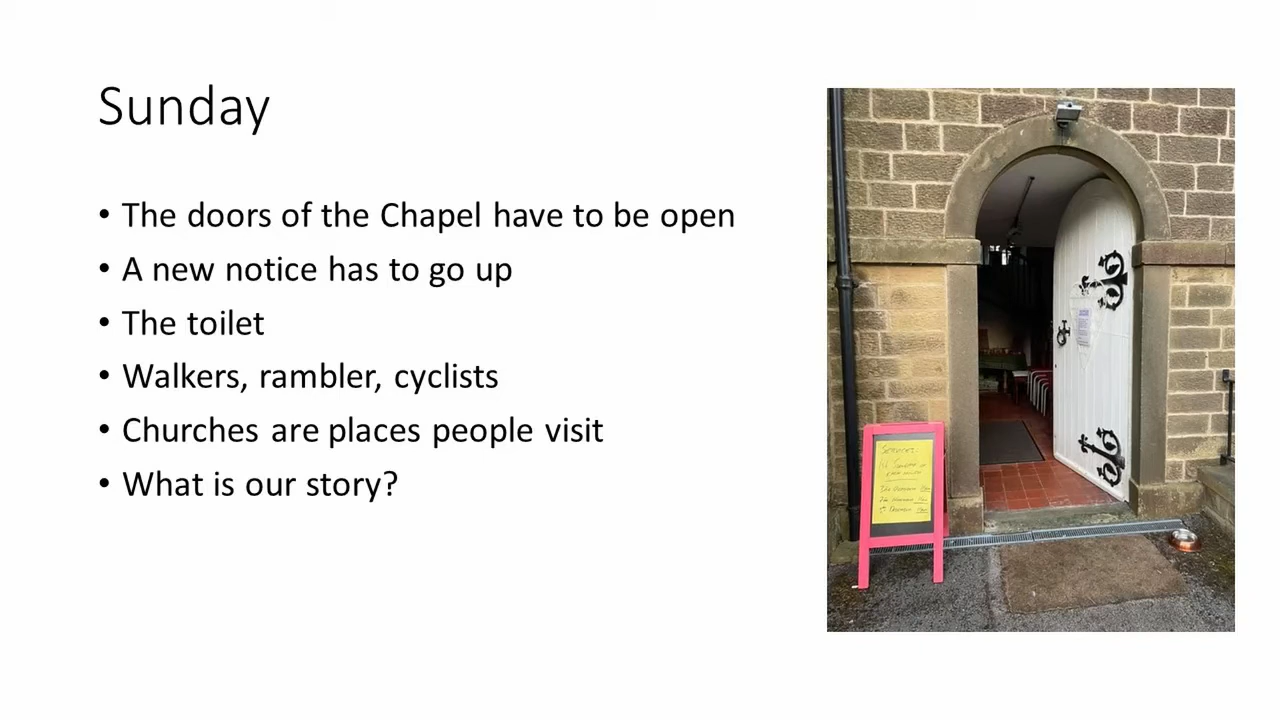 Sunday
• The doors of the Chapel have to be open
• A new notice has to go up
• The toilet
• Walkers, rambler, cyclists
• Churches are places people visit
• What is our story?
SERVICES: